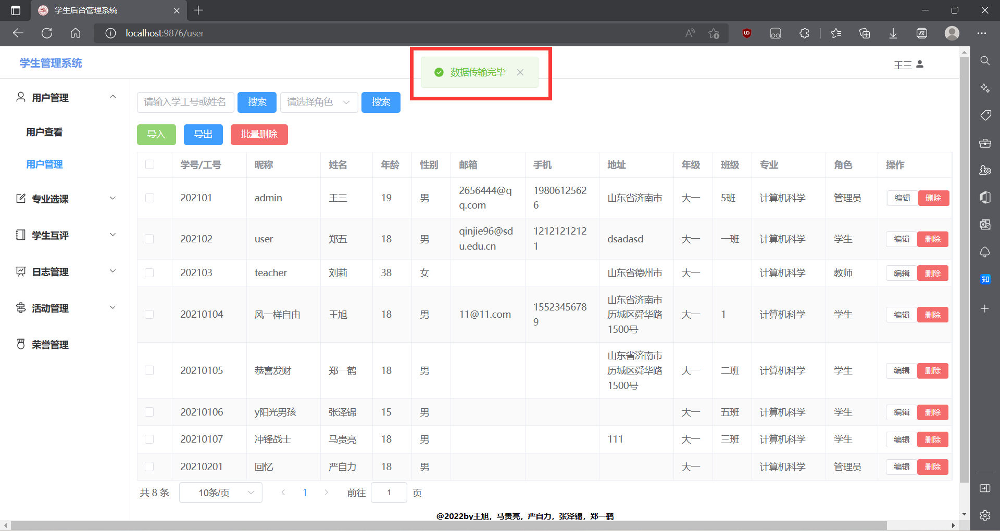 学生后台管理系统
localhost:9876/user
学生管理系统
数据传输完毕
王三
用户管理
用户查看
用户管理
专业选课
学生互评
日志管理
活动管理
荣誉管理
请输入学工号或姓名 搜索 请选择角色 搜索
导入 导出 批量删除
学号/工号 昵称 姓名 年龄 性别 邮箱 手机 地址 年级 班级 专业 角色 操作
202101 admin 王三 19 男 2656444@q 1980612562 山东省济南市 大一 5班 计算机科学 管理员 编辑 删除
q.com 6
202102 user 郑五 18 男 qinjie96@sd 1212121212 dsadasd 大一 一班 计算机科学 学生 编辑 删除
u.edu.cn 1
202103 teacher 刘莉 38 女 山东省德州市 大一 计算机科学 教师 编辑 删除
山东省济南市
20210104 风一样自由 王旭 18 男 11@11.com 1552345678 历城区舜华路 大一 1 计算机科学 学生 编辑 删除
9 1500号
山东省济南市
20210105 恭喜发财 郑一鹤 18 男 历城区舜华路 大一 二班 计算机科学 学生 编辑 删除
1500号
20210106 y阳光男孩 张泽锦 15 男 大一 五班 计算机科学 学生 编辑 删除
20210107 冲锋战士 马贵亮 18 男 111 大一 三班 计算机科学 学生 编辑 删除
20210201 回忆 严自力 18 男 大一 计算机科学 管理员 编辑 删除
共 8 条 10条/页 1 前往 1 页
@2022by王旭，马贵亮，严自力，张泽锦，郑一鹤
知